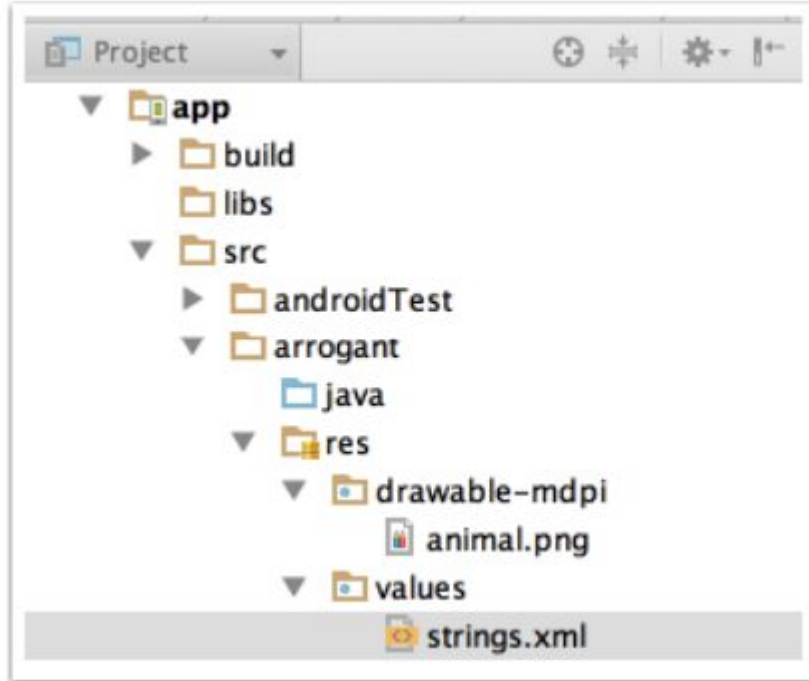 Project
app
build
libs
src
androidTest
arrogant
java
res
drawable-mdpi
animal.png
values
strings.xml